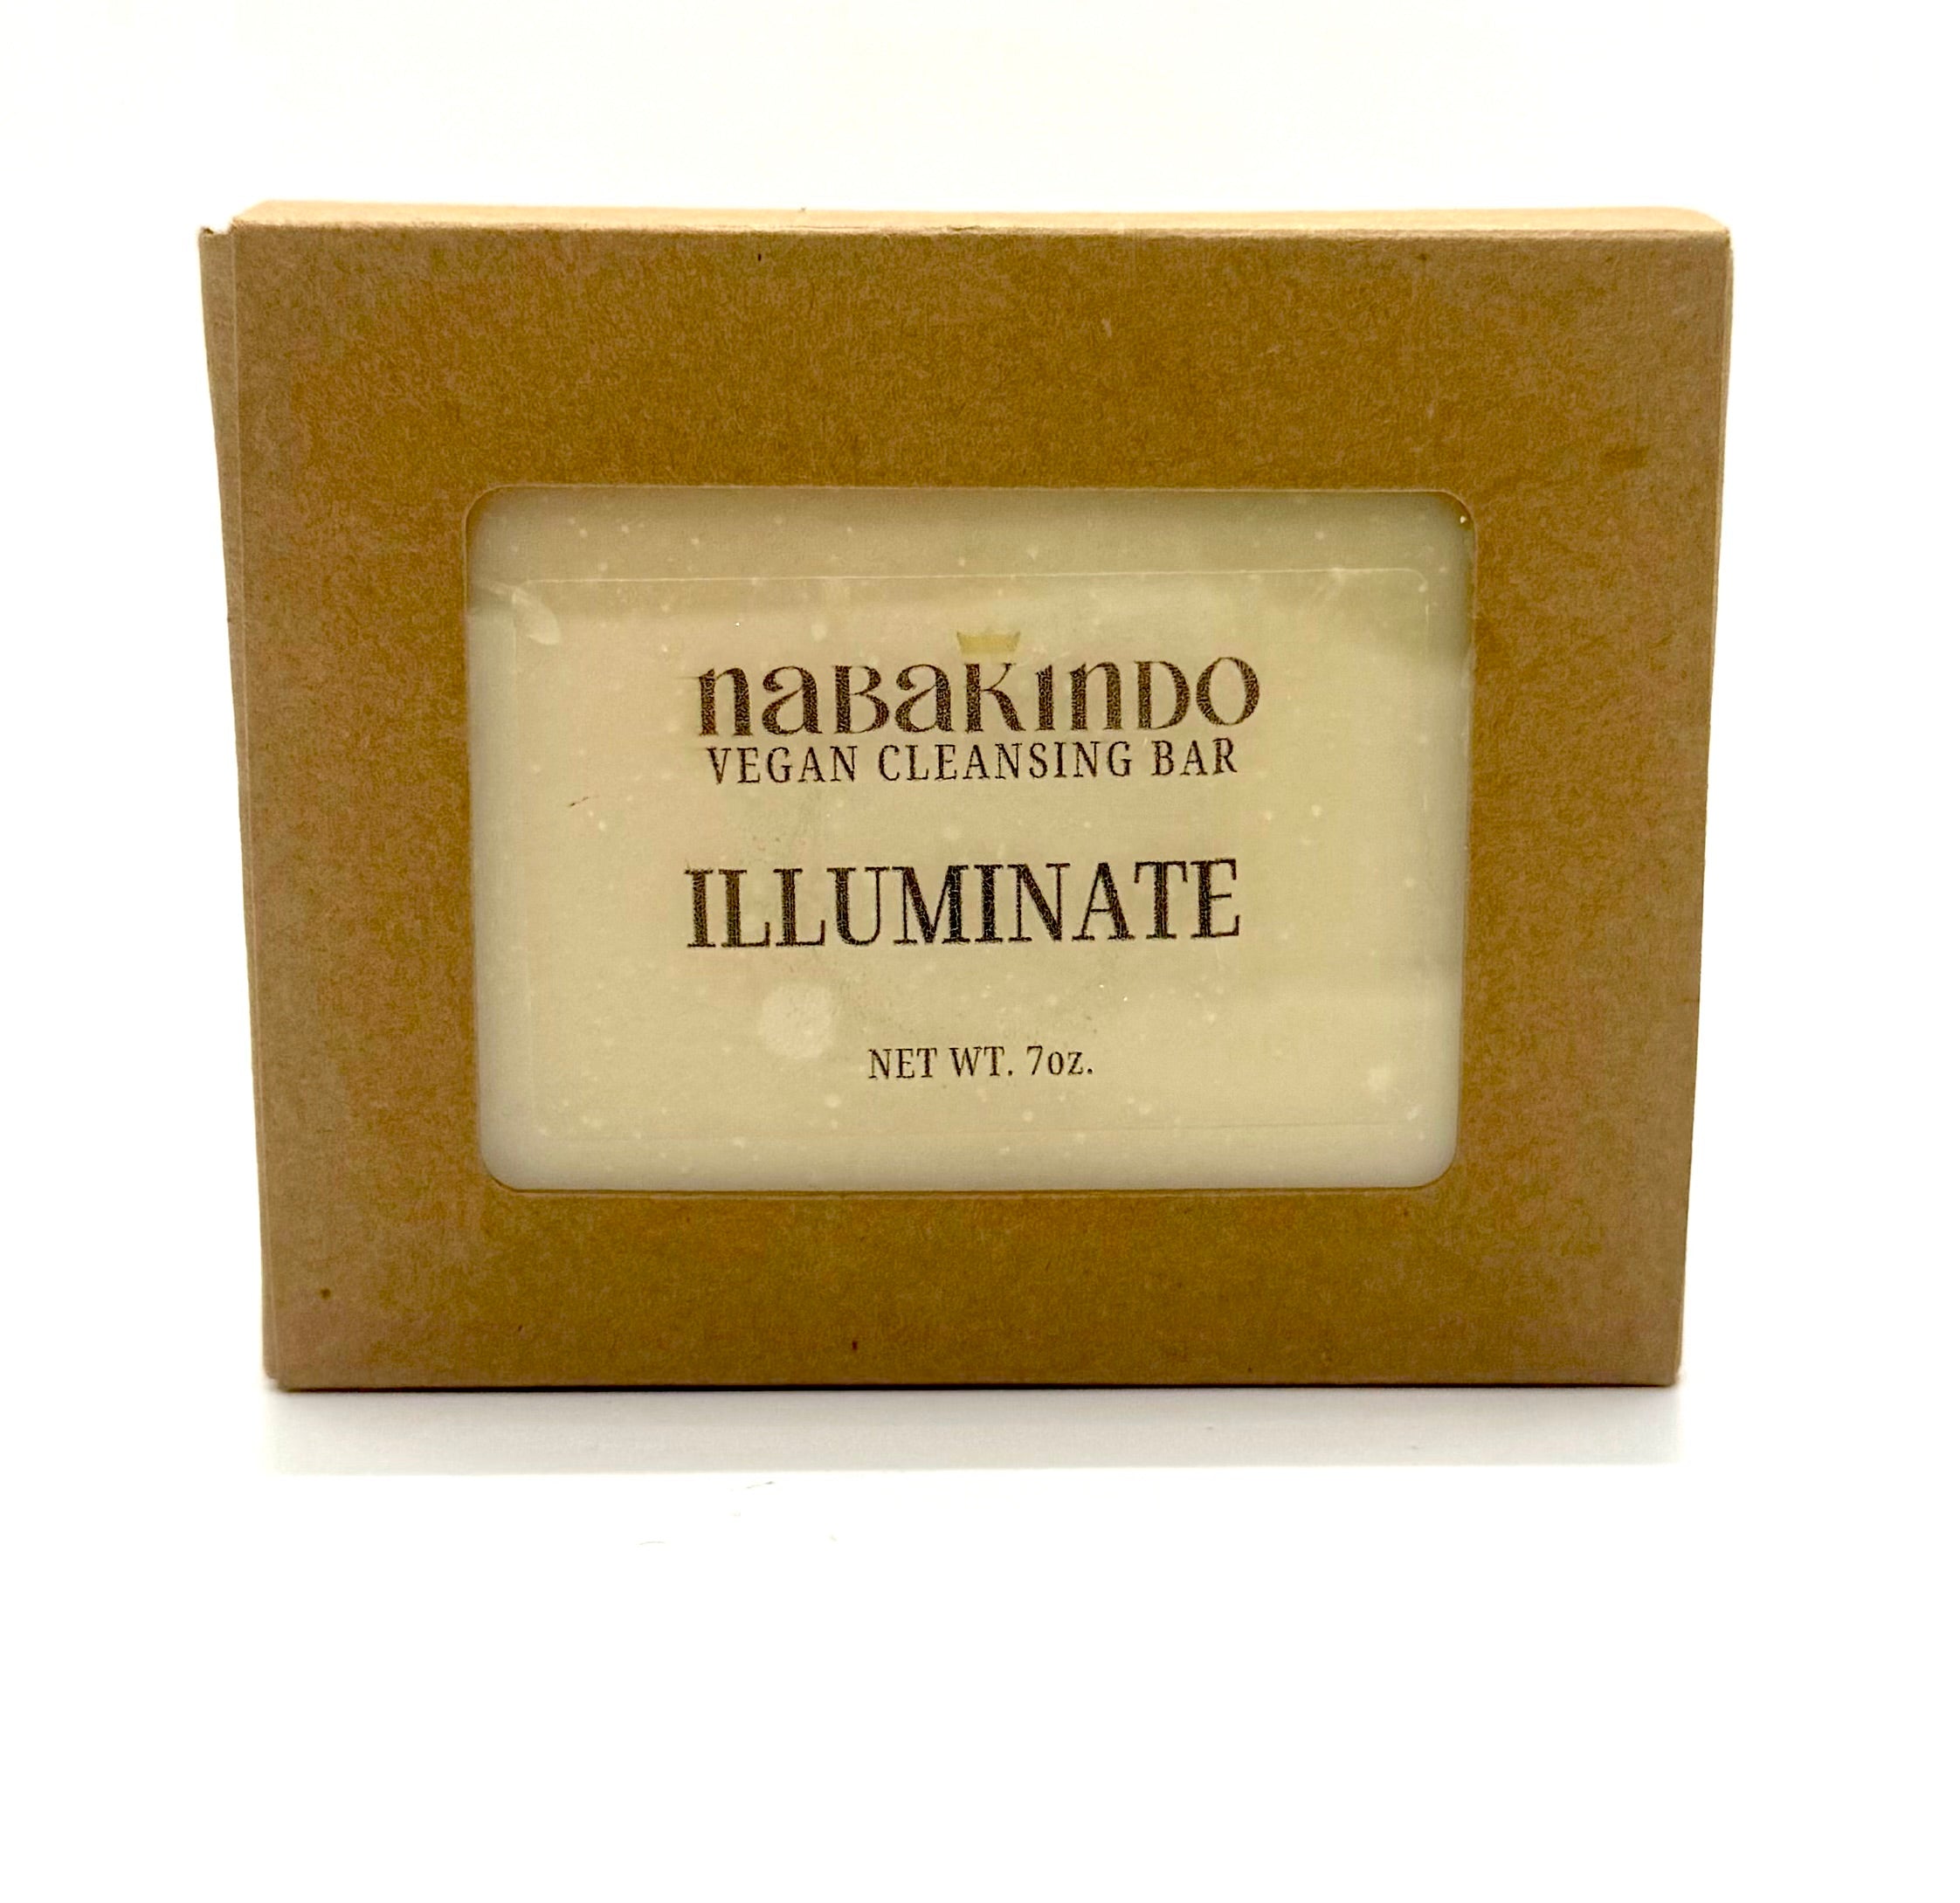 naBaKInDO
VEGAN CLEANSING BAR
ILLUMINATE
NET WT. 7oz.